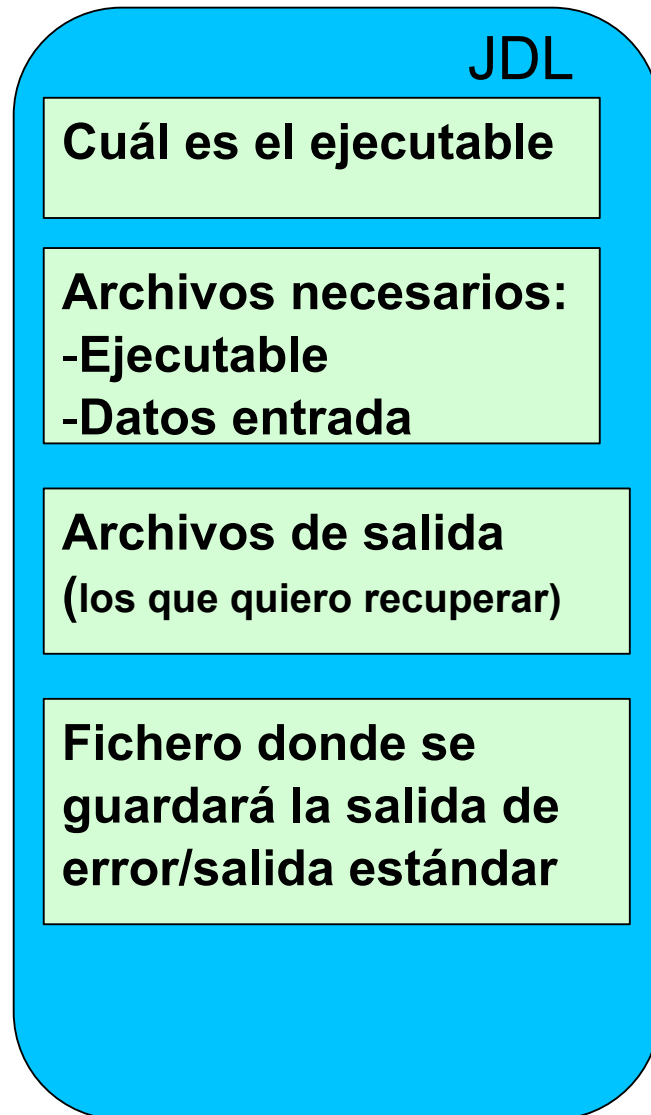 JDL
Cuál es el ejecutable
Archivos necesarios:
-Ejecutable
-Datos entrada
Archivos de salida
(los que quiero recuperar)
Fichero donde se
guardará la salida de
error/salida estándar